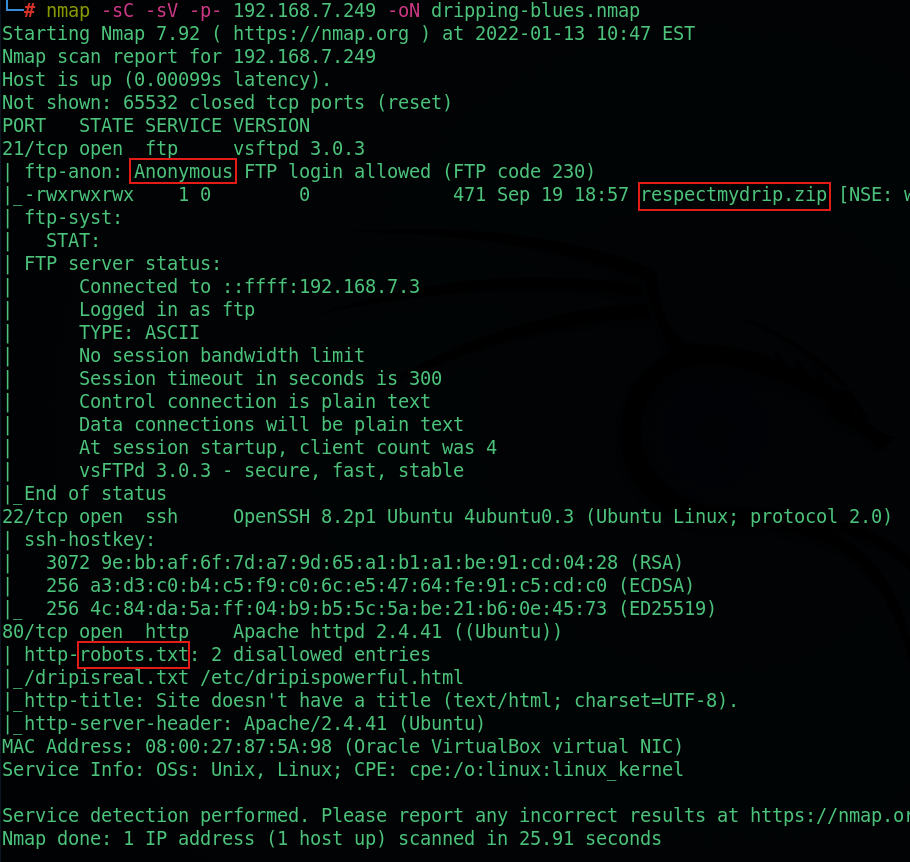 # nmap -sC -sV -p- 192.168.7.249 -oN dripping-blues.nmap
Starting Nmap 7.92 ( https://nmap.org ) at 2022-01-13 10:47 EST
Nmap scan report for 192.168.7.249
Host is up (0.00099s latency).
Not shown: 65532 closed tcp ports (reset)
PORT   STATE SERVICE VERSION
21/tcp open  ftp     vsftpd 3.0.3
| ftp-anon: Anonymous FTP login allowed (FTP code 230)
|_-rwxrwxrwx    1 0        0             471 Sep 19 18:57 respectmydrip.zip [NSE: w
| ftp-syst:
|   STAT:
| FTP server status:
|      Connected to ::ffff:192.168.7.3
|      Logged in as ftp
|      TYPE: ASCII
|      No session bandwidth limit
|      Session timeout in seconds is 300
|      Control connection is plain text
|      Data connections will be plain text
|      At session startup, client count was 4
|      vsFTPd 3.0.3 - secure, fast, stable
|_End of status
22/tcp open  ssh     OpenSSH 8.2p1 Ubuntu 4ubuntu0.3 (Ubuntu Linux; protocol 2.0)
| ssh-hostkey:
|   3072 9e:bb:af:6f:7d:a7:9d:65:a1:b1:a1:be:91:cd:04:28 (RSA)
|   256 a3:d3:c0:b4:c5:f9:c0:6c:e5:47:64:fe:91:c5:cd:c0 (ECDSA)
|_  256 4c:84:da:5a:ff:04:b9:b5:5c:5a:be:21:b6:0e:45:73 (ED25519)
80/tcp open  http    Apache httpd 2.4.41 ((Ubuntu))
| http-robots.txt: 2 disallowed entries
|_/dripisreal.txt /etc/dripispowerful.html
|_http-title: Site doesn't have a title (text/html; charset=UTF-8).
|_http-server-header: Apache/2.4.41 (Ubuntu)
MAC Address: 08:00:27:87:5A:98 (Oracle VirtualBox virtual NIC)
Service Info: OSs: Unix, Linux; CPE: cpe:/o:linux:linux_kernel
Service detection performed. Please report any incorrect results at https://nmap.or
Nmap done: 1 IP address (1 host up) scanned in 25.91 seconds